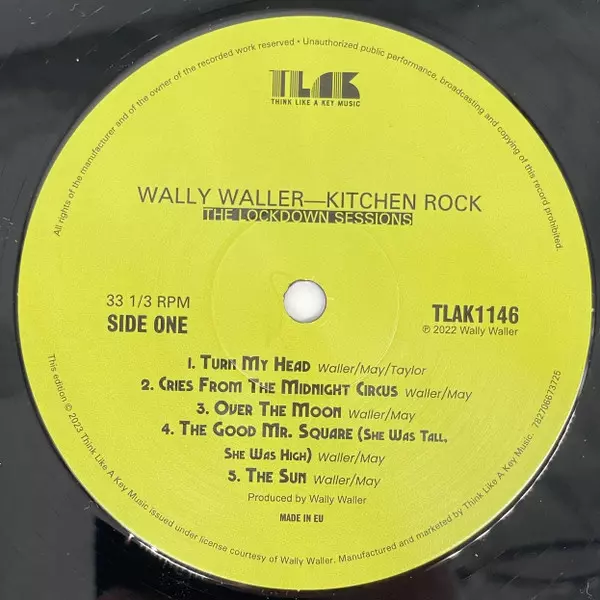 All rights of the manufacturer and of the owner of the recorded work reserved • Unauthorized public performance, broadcasting and copying of this record prohibited.
TLAK
THINK LIKE A KEY MUSIC
WALLY WALLER—KITCHEN ROCK
THE LOCKDOWN SESSIONS
33 1/3 RPM
SIDE ONE
TLAK1146
℗ 2022 Wally Waller
1. TURN MY HEAD Waller/May/Taylor
2. CRIES FROM THE MIDNIGHT CIRCUS Waller/May
3. OVER THE MOON Waller/May
4. THE GOOD MR. SQUARE (SHE WAS TALL,
SHE WAS HIGH) Waller/May
5. THE SUN Waller/May
Produced by Wally Waller
MADE IN EU
This edition © 2023 Think Like A Key Music issued under license courtesy of Wally Waller. Manufactured and marketed by Think Like A Key Music. 782706673725